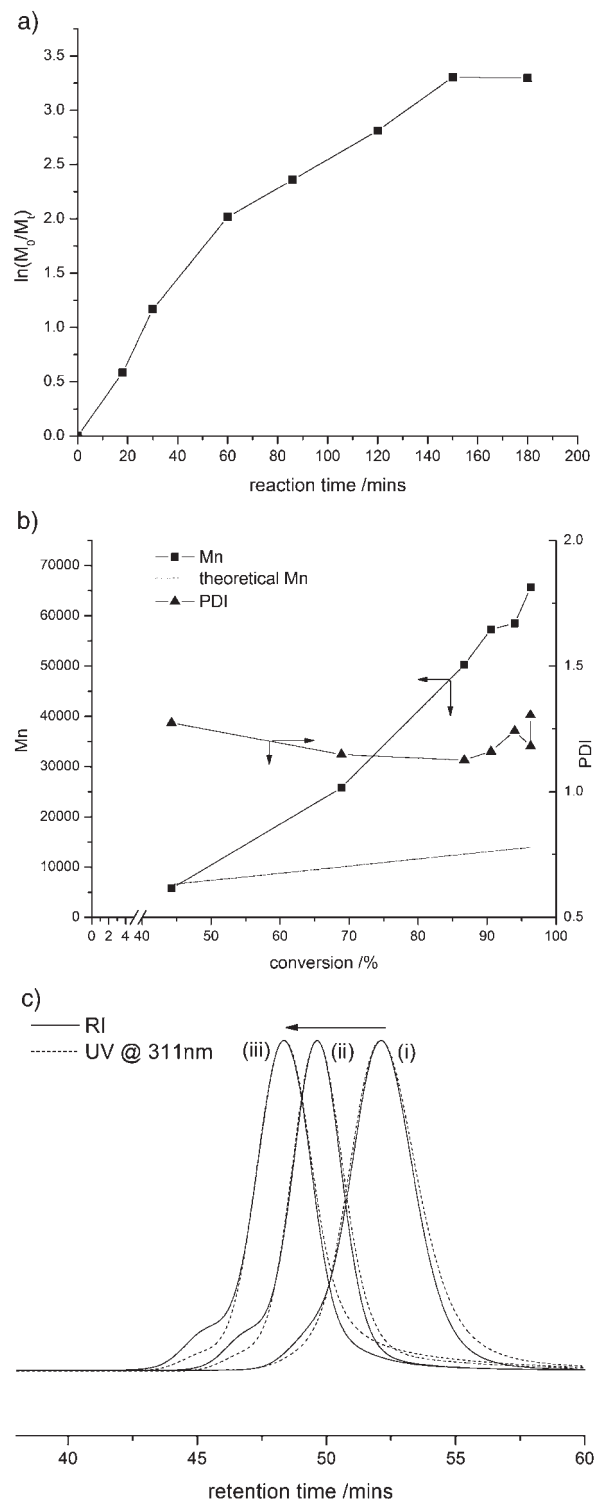 a)
3.5
3.0
2.5
2.0
1.5
1.0
0.5
0.0
ln(M0/Mt)
0 20 40 60 80 100 120 140 160 180 200
reaction time /mins
b)
Mn
theoretical Mn
PDI
70000
60000
50000
40000
30000
20000
10000
0
Mn
2.0
1.5
1.0
0.5
PDI
0 2 4 40 50 60 70 80 90 100
conversion /%
c)
RI
UV @ 311nm
(iii) (ii) (i)
40 45 50 55 60
retention time /mins